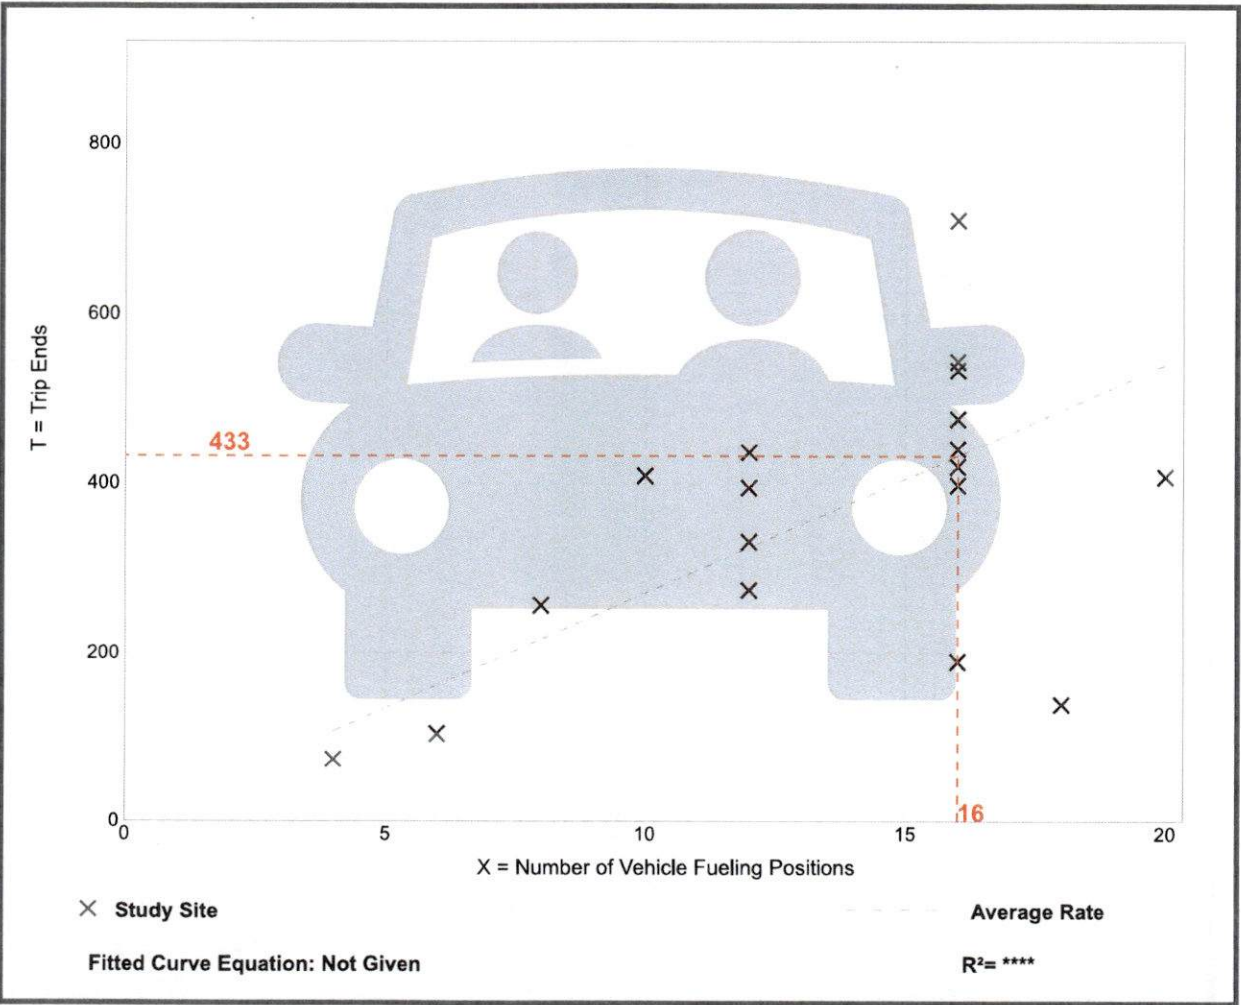 800
600
T = Trip Ends
433
400
200
0
16
0 5 10 15 20
X = Number of Vehicle Fueling Positions
Study Site
Average Rate
Fitted Curve Equation: Not Given
R²= ****